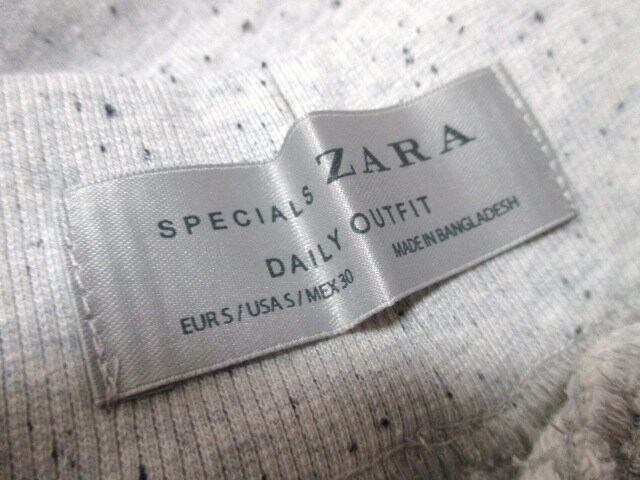 SPECIALS ZARA
DAILY OUTFIT
EUR S / USA S / MEX 30 MADE IN BANGLADESH